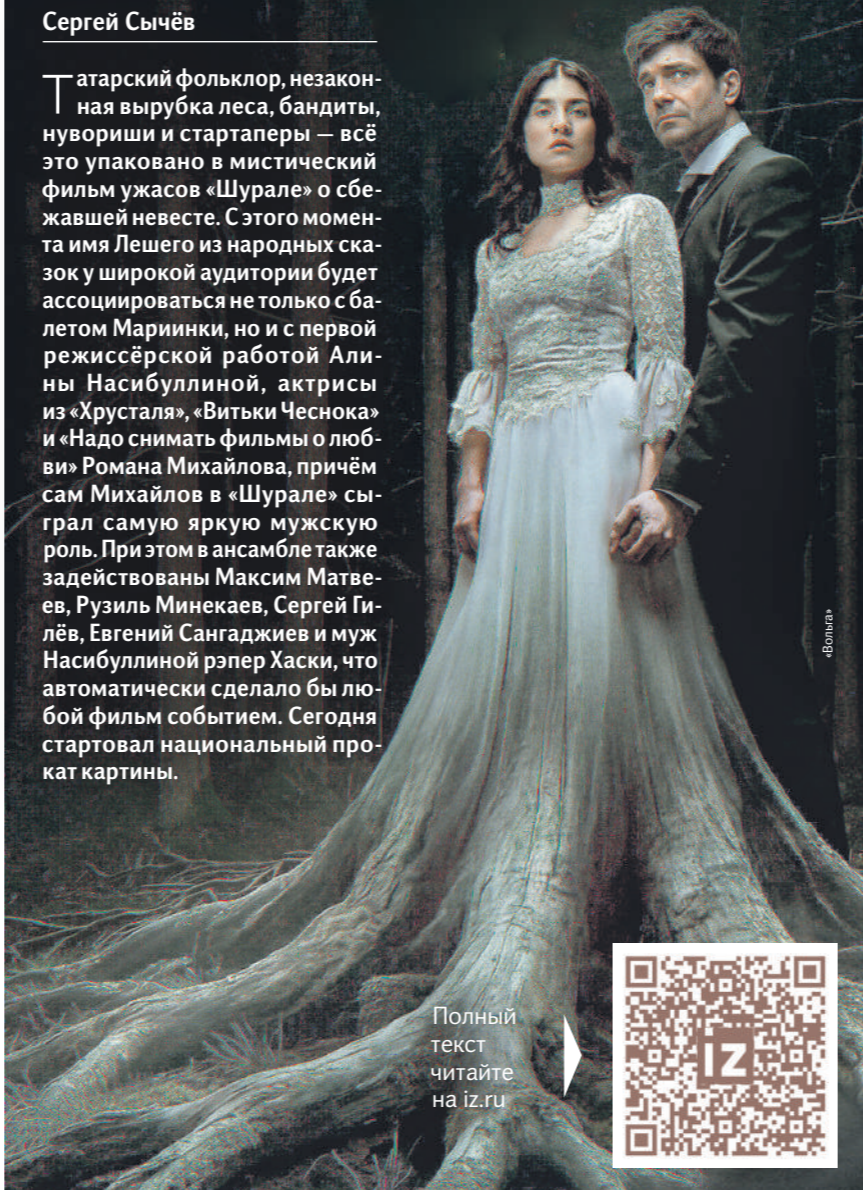 Сергей Сычёв
Татарский фольклор, незакон-
ная вырубка леса, бандиты,
нувориши и стартаперы — всё
это упаковано в мистический
фильм ужасов «Шурале» о сбе-
жавшей невесте. С этого момен-
та имя Лешего из народных ска-
зок у широкой аудитории будет
ассоциироваться не только с ба-
летом Мариинки, но и с первой
режиссёрской работой Али-
ны Насибуллиной, актрисы
из «Хрусталя», «Витьки Чеснока»
и «Надо снимать фильмы о люб-
ви» Романа Михайлова, причём
сам Михайлов в «Шурале» сы-
грал самую яркую мужскую
роль. При этом в ансамбле также
задействованы Максим Матве-
ев, Рузиль Минекаев, Сергей Ги-
лёв, Евгений Сангаджиев и муж
Насибуллиной рэпер Хаски, что
автоматически сделало бы лю-
бой фильм событием. Сегодня
стартовал национальный про-
кат картины.
«Вольга»
Полный
текст
читайте
на iz.ru
IZ